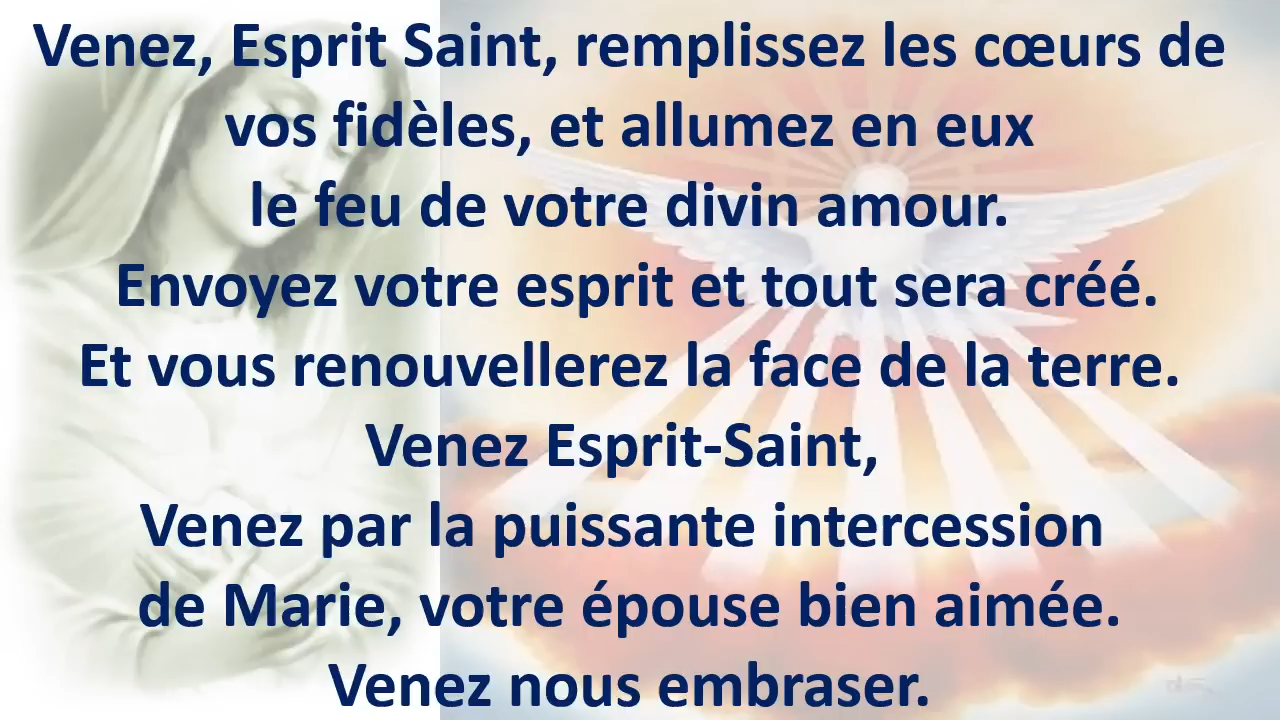 Venez, Esprit Saint, remplissez les cœurs de
vos fidèles, et allumez en eux
le feu de votre divin amour.
Envoyez votre esprit et tout sera créé.
Et vous renouvellerez la face de la terre.
Venez Esprit-Saint,
Venez par la puissante intercession
de Marie, votre épouse bien aimée.
Venez nous embraser.